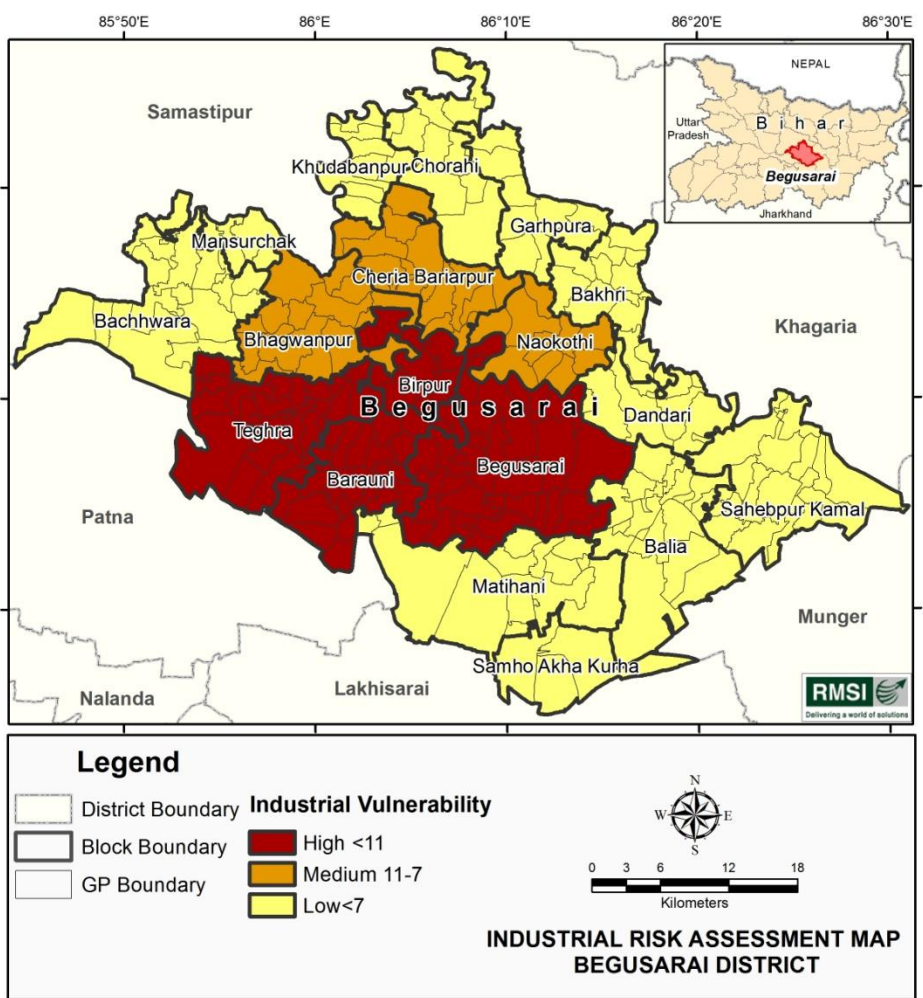 85°50'E 86°E 86°10'E 86°20'E 86°30'E
NEPAL
Bihar
Uttar
Pradesh
Begusarai
Jharkhand
Samastipur
Khudabanpur
Chorahi
Garhpura
Mansurchak
Cheria Bariarpur
Bakhri
Bachhwara
Bhagwanpur
Naokothi
Khagaria
Birpur
Begusarai
Dandari
Teghra
Barauni
Begusarai
Sahebpur Kamal
Patna
Balia
Matihani
Munger
Samho Akha Kurha
Lakhisarai
Nalanda
RMSI
Delivering a world of solutions
Legend
District Boundary
Block Boundary
GP Boundary
Industrial Vulnerability
High <11
Medium 11-7
Low<7
N
W E
S
0 3 6 12 18
Kilometers
INDUSTRIAL RISK ASSESSMENT MAP
BEGUSARAI DISTRICT